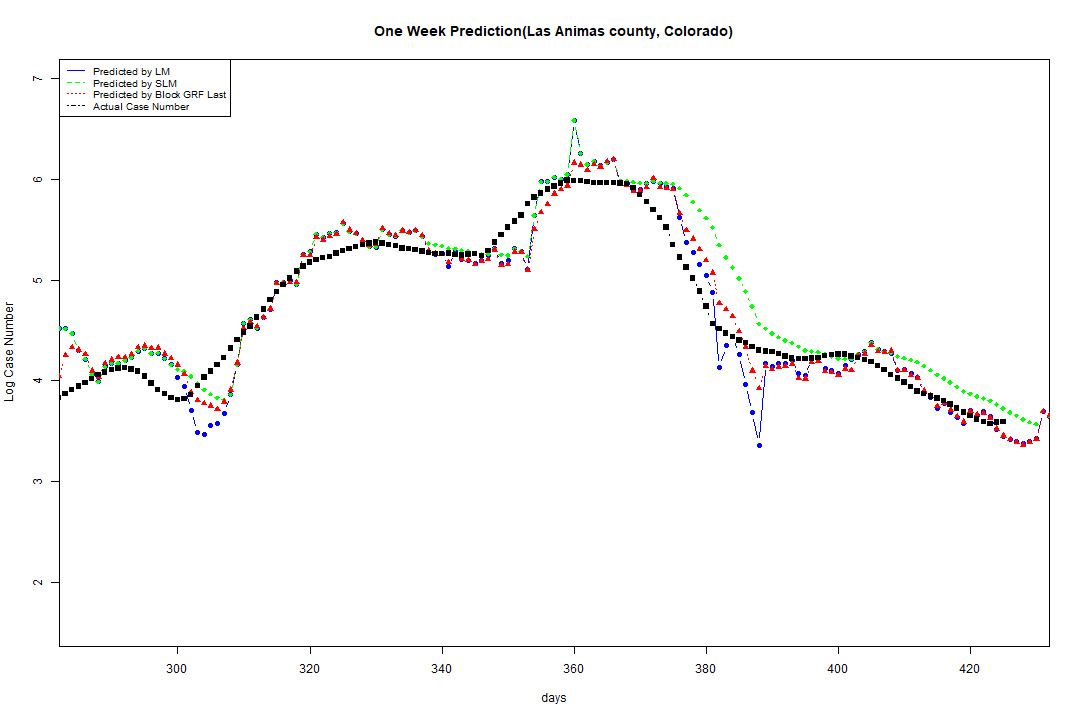 One Week Prediction(Las Animas county, Colorado)
Predicted by LM
Predicted by SLM
Predicted by Block GRF Last
Actual Case Number
7
6
5
4
3
2
Log Case Number
300 320 340 360 380 400 420
days